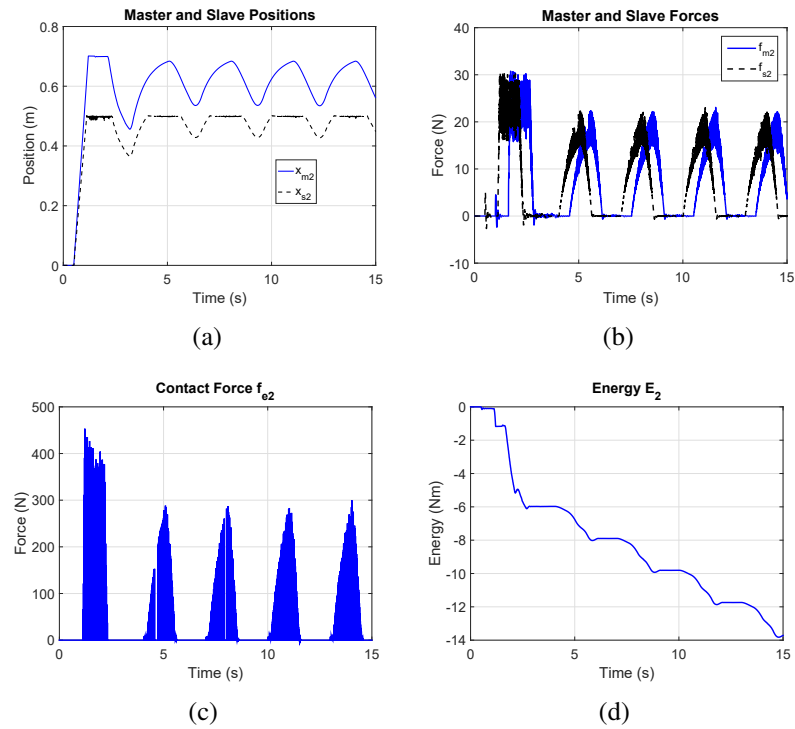 Master and Slave Positions
0.8
0.6
0.4
0.2
0
Position (m)
x_m2
x_s2
0 5 10 15
Time (s)
(a)
Master and Slave Forces
40
30
20
10
0
-10
Force (N)
f_m2
f_s2
0 5 10 15
Time (s)
(b)
Contact Force f_e2
500
400
300
200
100
0
Force (N)
0 5 10 15
Time (s)
(c)
Energy E_2
0
-2
-4
-6
-8
-10
-12
-14
Energy (Nm)
0 5 10 15
Time (s)
(d)